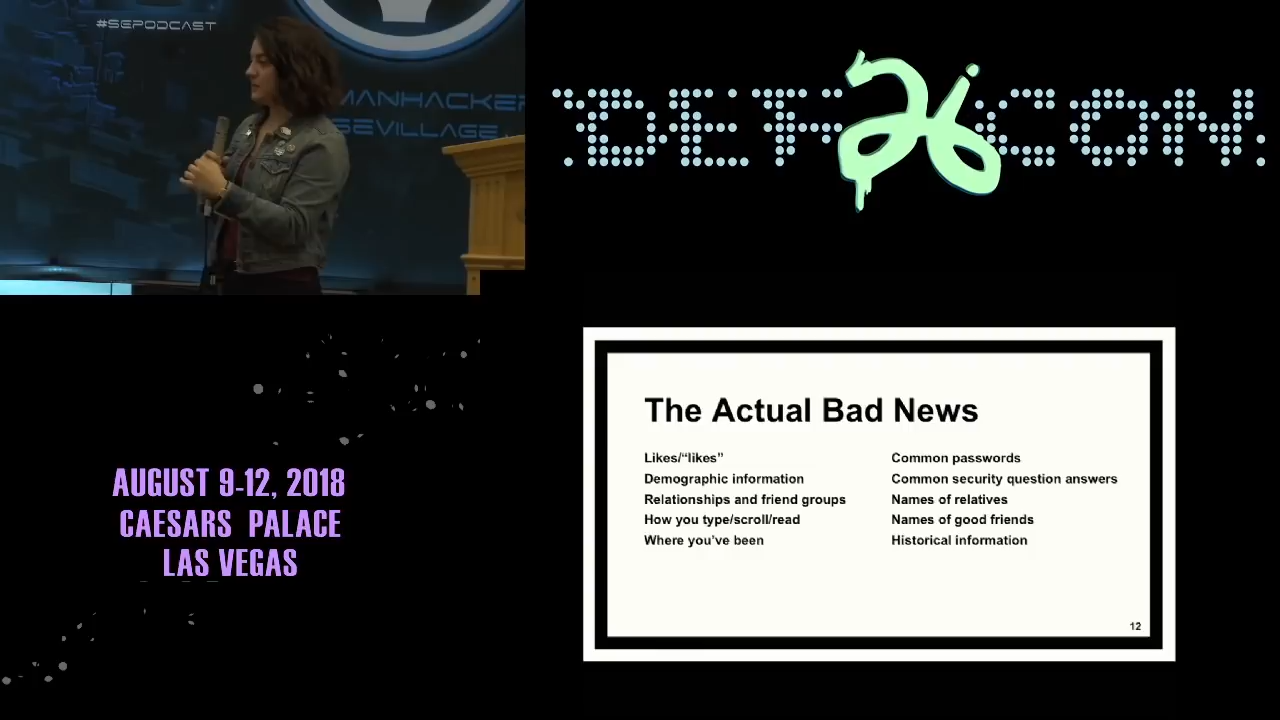 #SEPODCAST
SEVILLAGE
DEF CON
26
AUGUST 9-12, 2018
CAESARS PALACE
LAS VEGAS
The Actual Bad News
Likes/“likes”
Demographic information
Relationships and friend groups
How you type/scroll/read
Where you’ve been
Common passwords
Common security question answers
Names of relatives
Names of good friends
Historical information
12